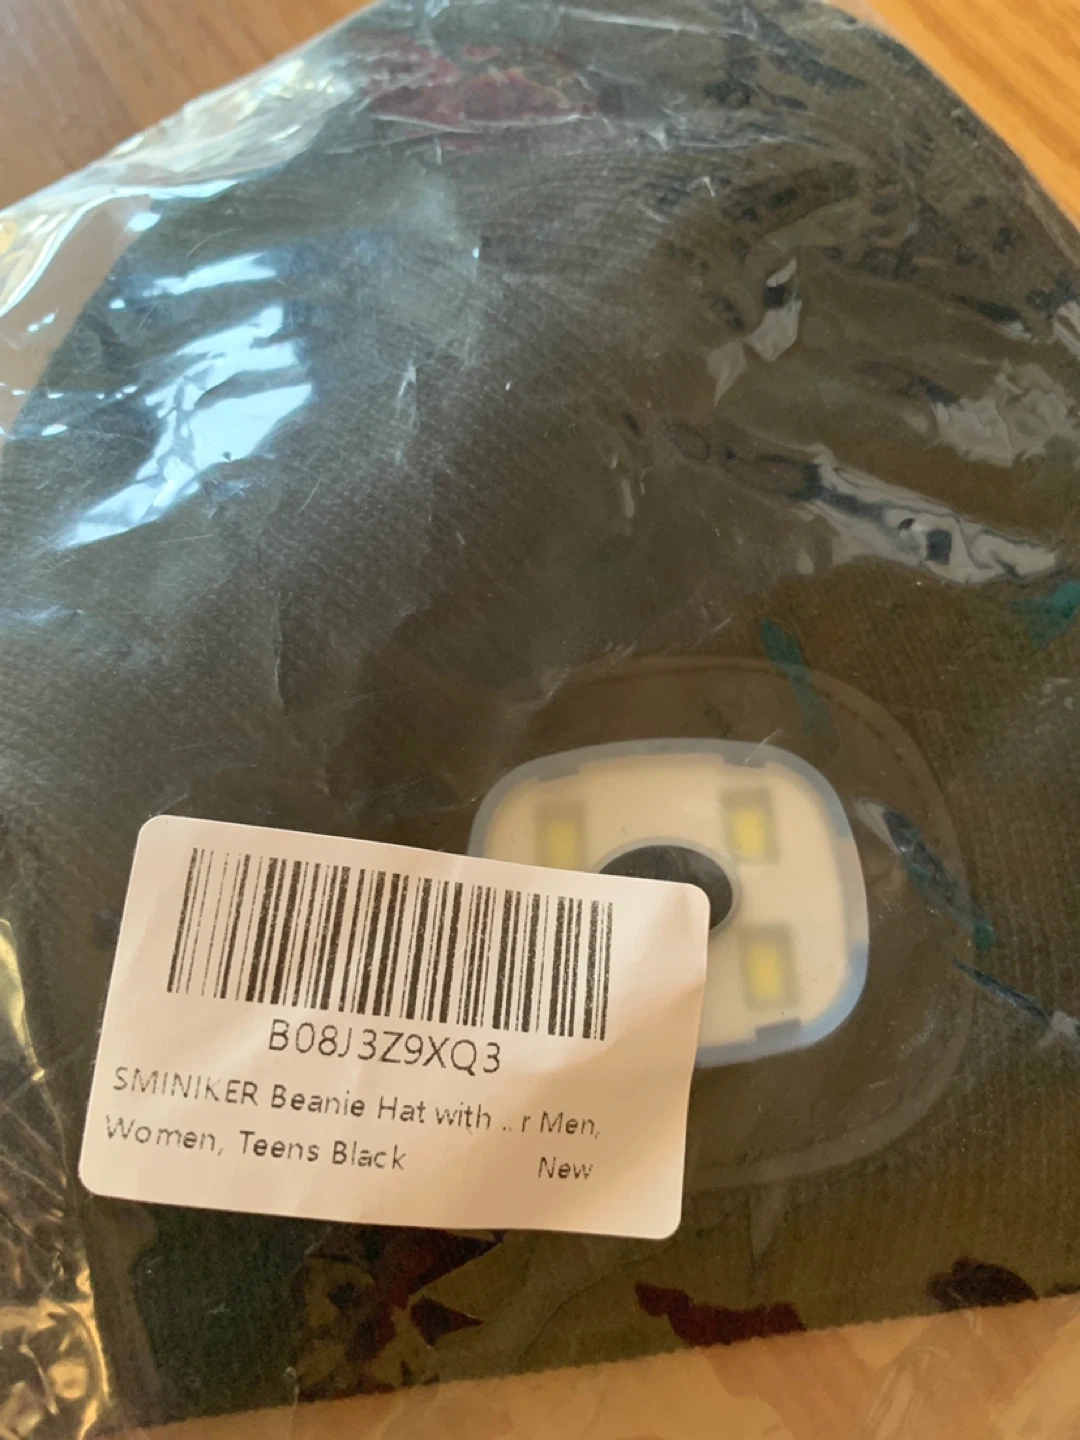 B08J3Z9XQ3
SMINIKER Beanie Hat with .. r Men,
Women, Teens Black New